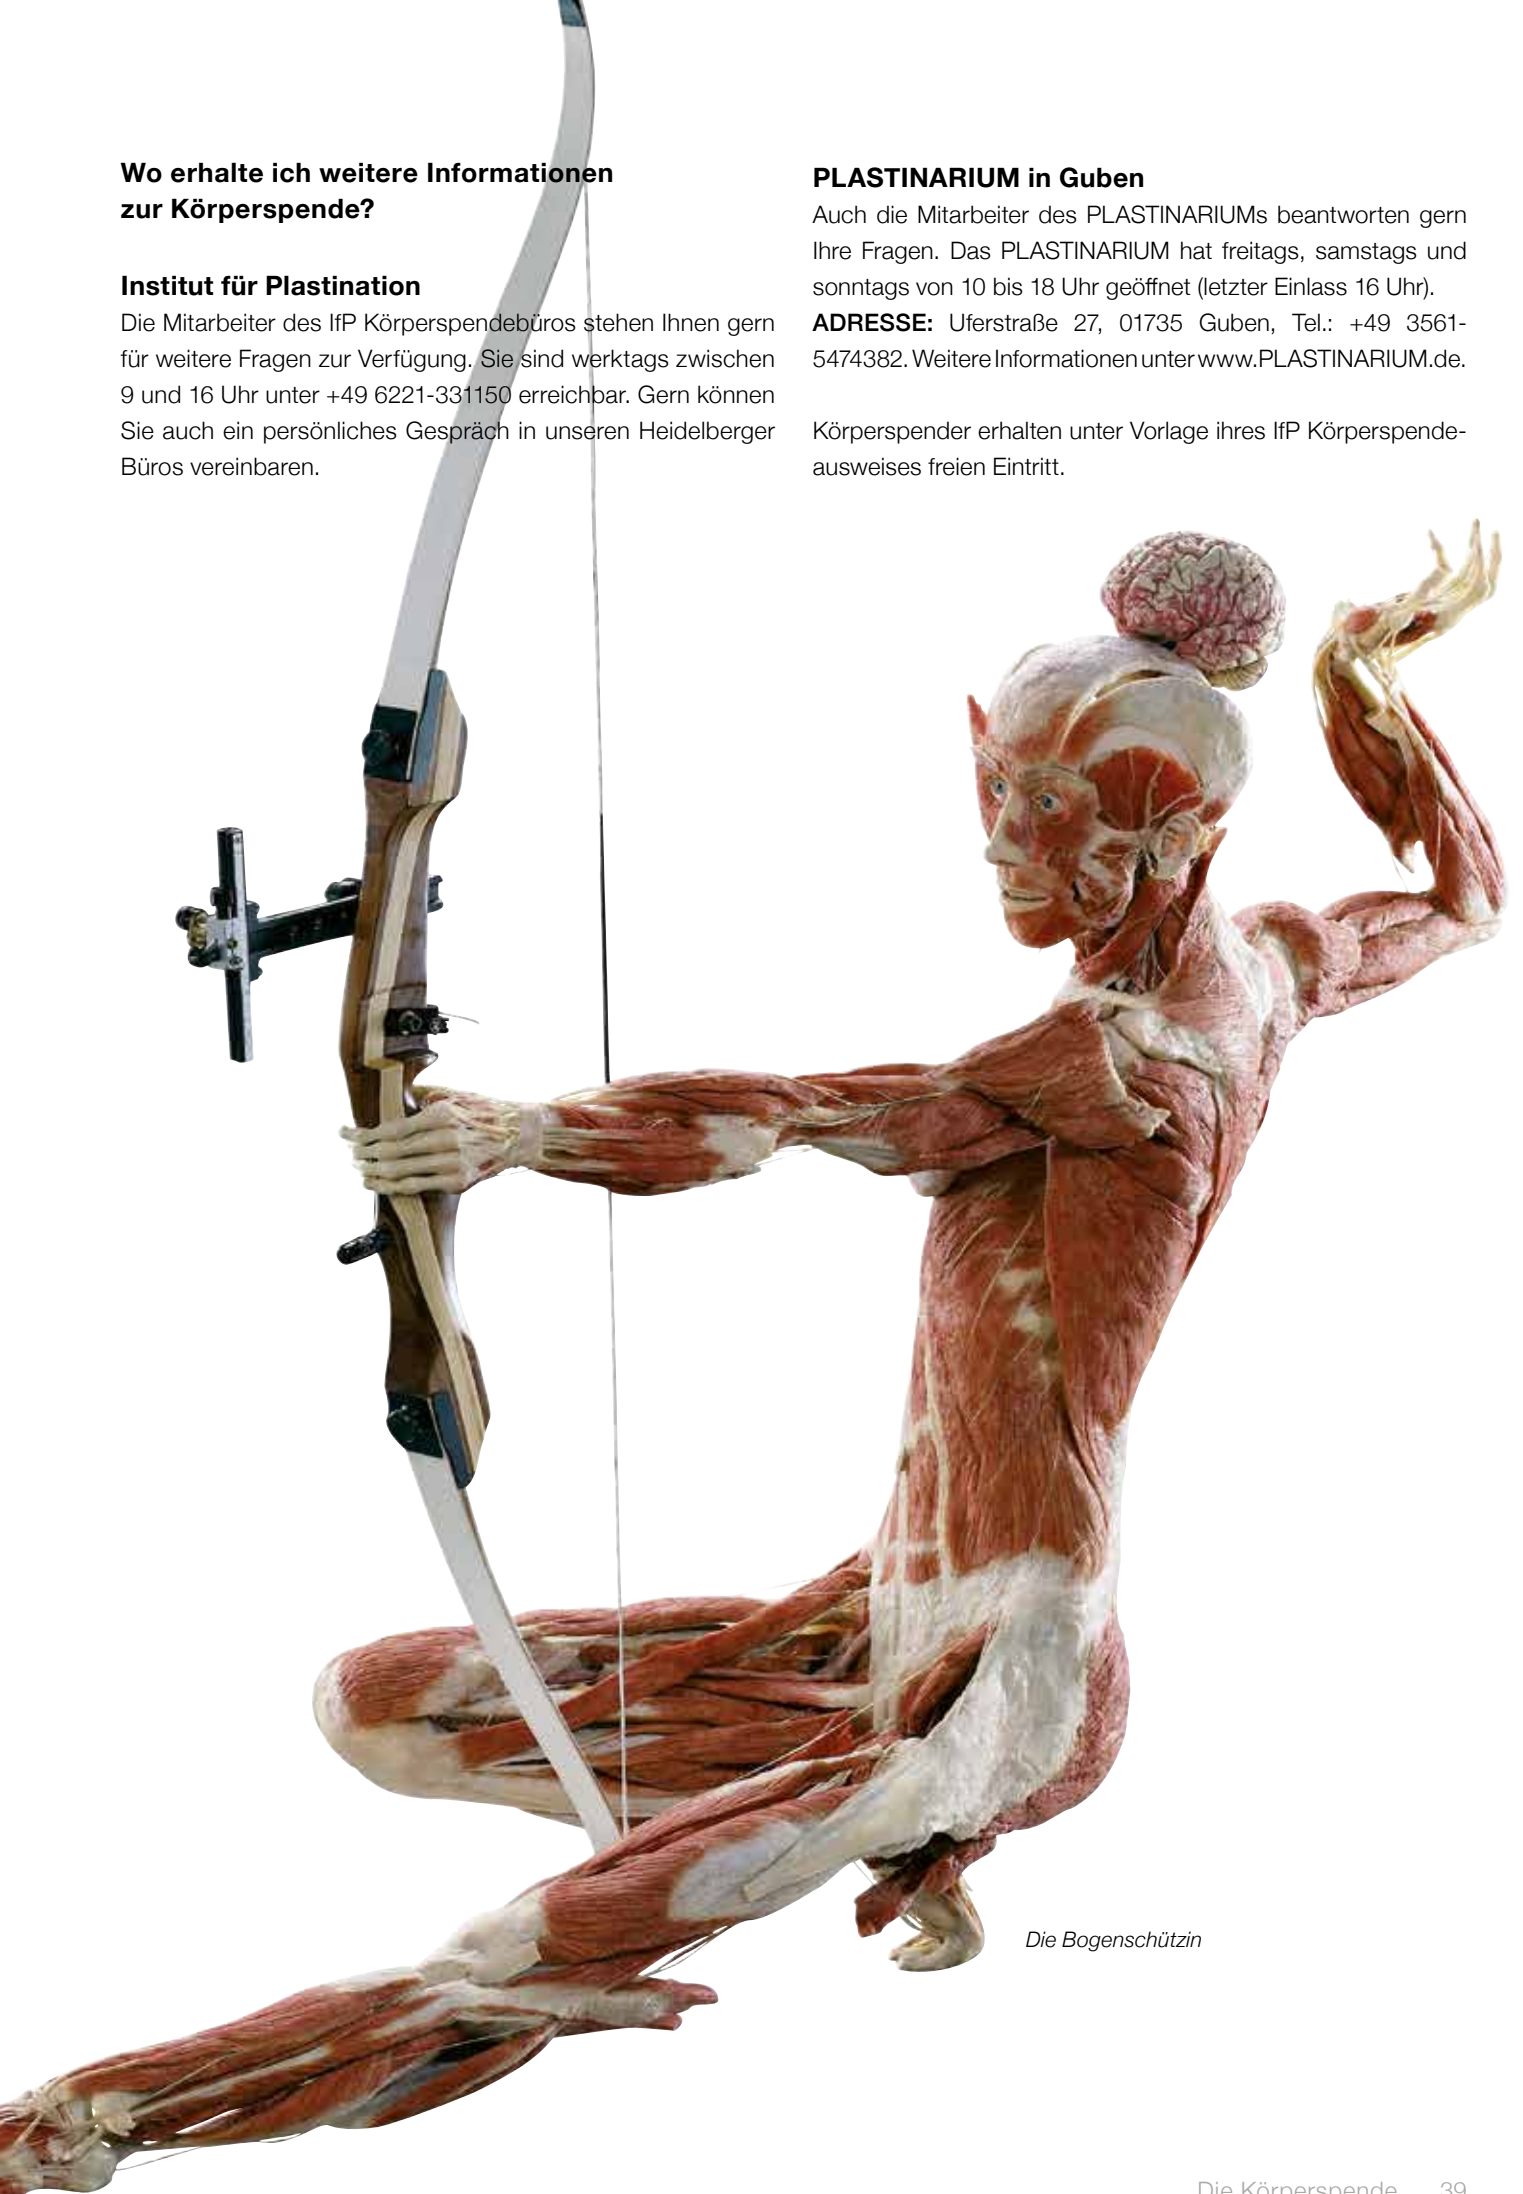 Wo erhalte ich weitere Informationen
zur Körperspende?
Institut für Plastination
Die Mitarbeiter des IfP Körperspendebüros stehen Ihnen gern
für weitere Fragen zur Verfügung. Sie sind werktags zwischen
9 und 16 Uhr unter +49 6221-331150 erreichbar. Gern können
Sie auch ein persönliches Gespräch in unseren Heidelberger
Büros vereinbaren.
PLASTINARIUM in Guben
Auch die Mitarbeiter des PLASTINARIUMs beantworten gern
Ihre Fragen. Das PLASTINARIUM hat freitags, samstags und
sonntags von 10 bis 18 Uhr geöffnet (letzter Einlass 16 Uhr).
ADRESSE: Uferstraße 27, 01735 Guben, Tel.: +49 3561-
5474382. Weitere Informationen unter www.PLASTINARIUM.de.
Körperspender erhalten unter Vorlage ihres IfP Körperspende-
ausweises freien Eintritt.
Die Bogenschützin
Die Körperspende 39